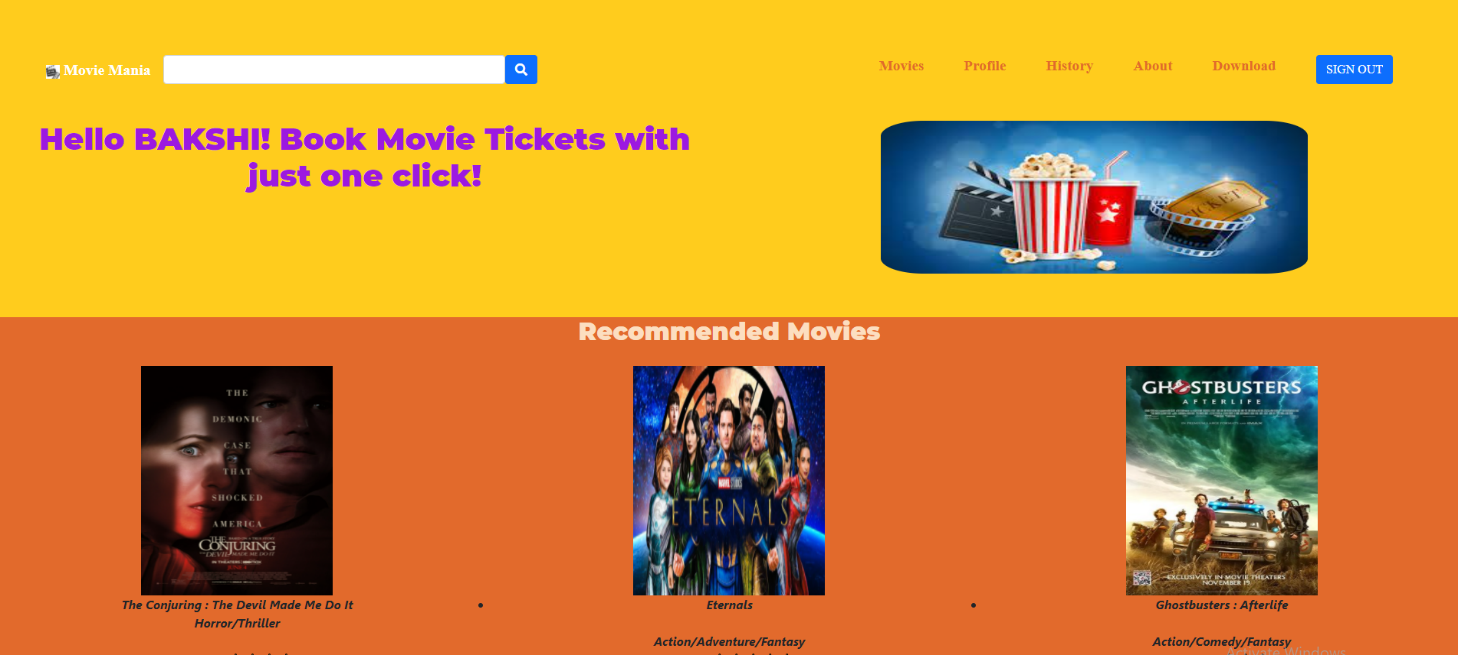 Movie Mania
Movies Profile History About Download SIGN OUT
Hello BAKSHI! Book Movie Tickets with
just one click!
TICKET
Recommended Movies
THE
DEMONIC
CASE
THAT
SHOCKED
AMERICA
THE
CONJURING
THE DEVIL MADE ME DO IT
MARVEL STUDIOS
ETERNALS
GHOSTBUSTERS
AFTERLIFE
EXCLUSIVELY IN MOVIE THEATERS
The Conjuring : The Devil Made Me Do It
Horror/Thriller
Eternals
Action/Adventure/Fantasy
Ghostbusters : Afterlife
Action/Comedy/Fantasy
Activate Windows